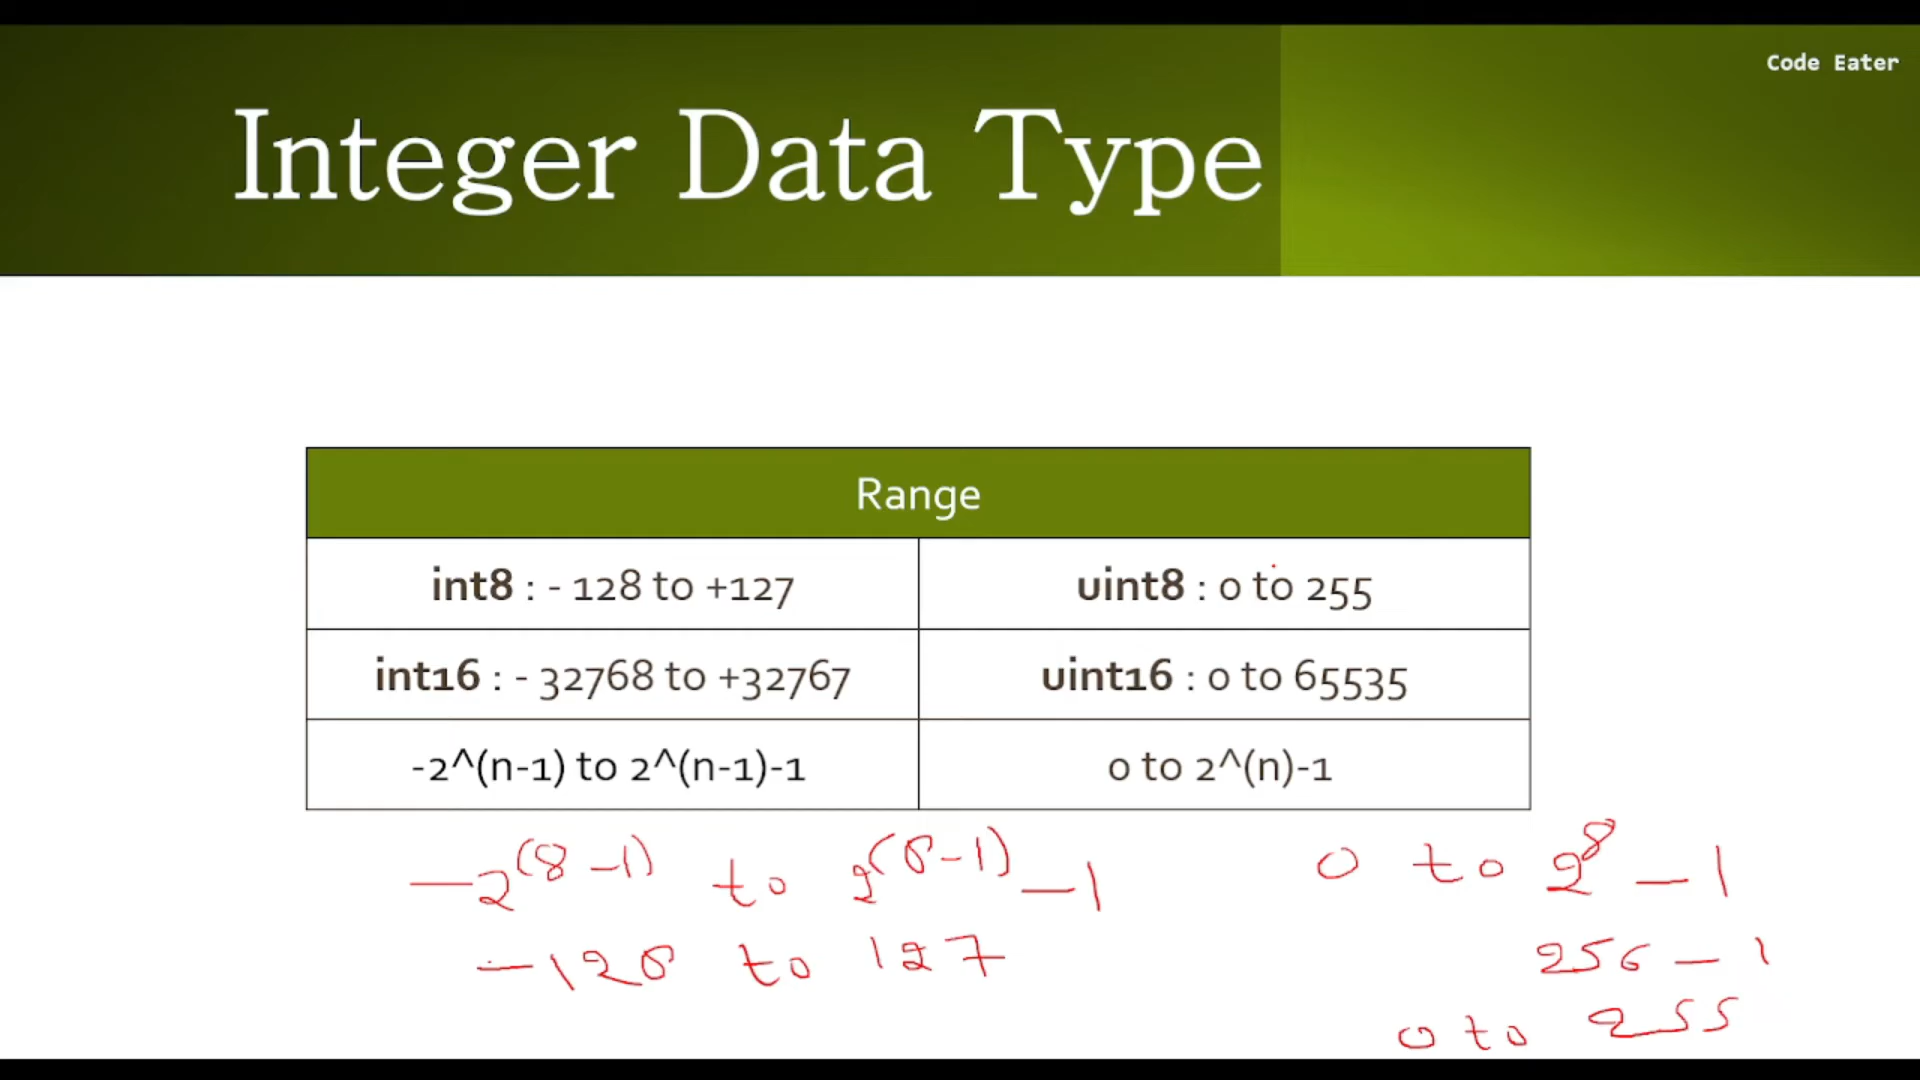 Code Eater
Integer Data Type
Range
int8 : - 128 to +127
uint8 : 0 to 255
int16 : - 32768 to +32767
uint16 : 0 to 65535
-2^(n-1) to 2^(n-1)-1
0 to 2^(n)-1
-2^(8-1) to 2^(8-1) -1
0 to 2^8 - 1
-128 to 127
256 - 1
0 to 255